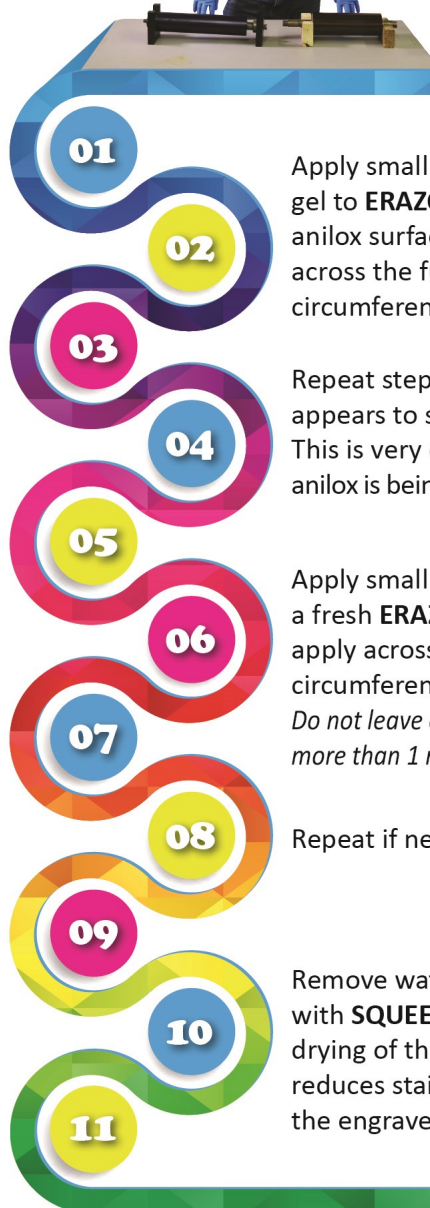 01
Apply small
gel to ERAZ
anilox surfa
02
across the f
circumferen
03
Repeat step
appears to s
04
This is very
anilox is bein
05
Apply small
a fresh ERA
06
apply across
circumferen
Do not leave
07
more than 1
08
Repeat if ne
09
Remove wa
with SQUEE
10
drying of th
reduces stai
11
the engrave